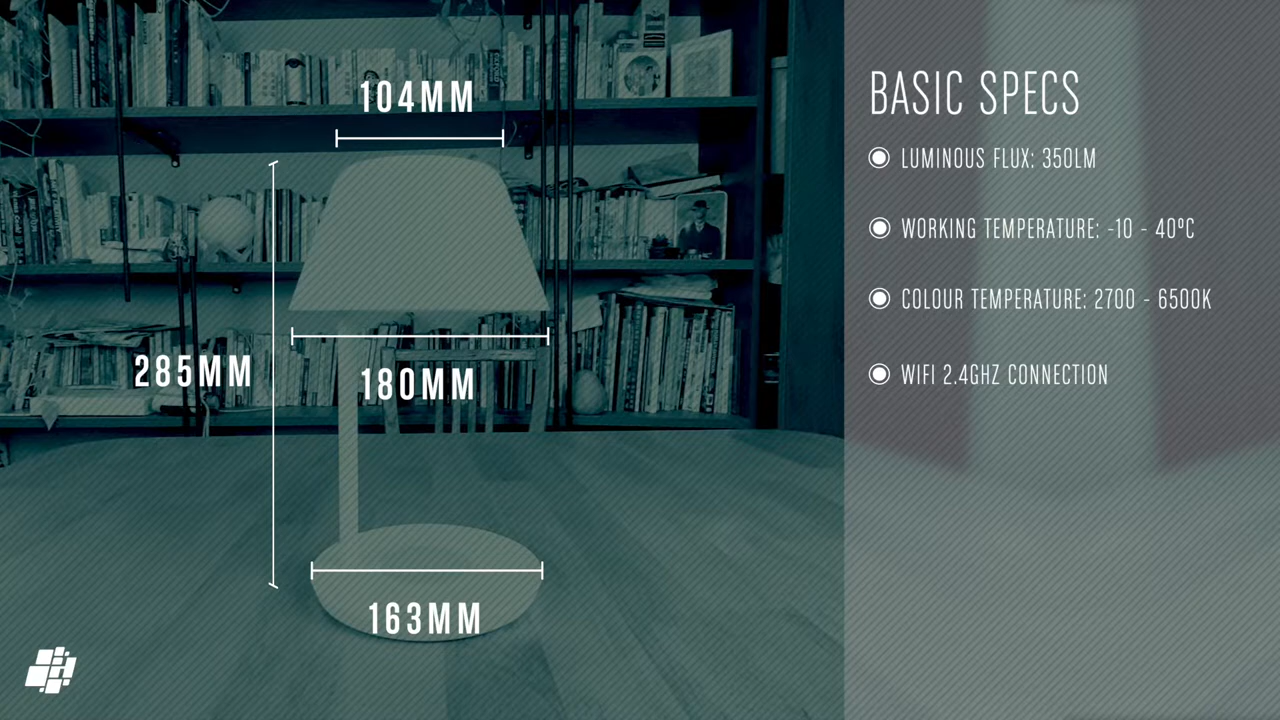 104MM
285MM
180MM
163MM
BASIC SPECS
LUMINOUS FLUX: 350LM
WORKING TEMPERATURE: -10 - 40ºC
COLOUR TEMPERATURE: 2700 - 6500K
WIFI 2.4GHZ CONNECTION